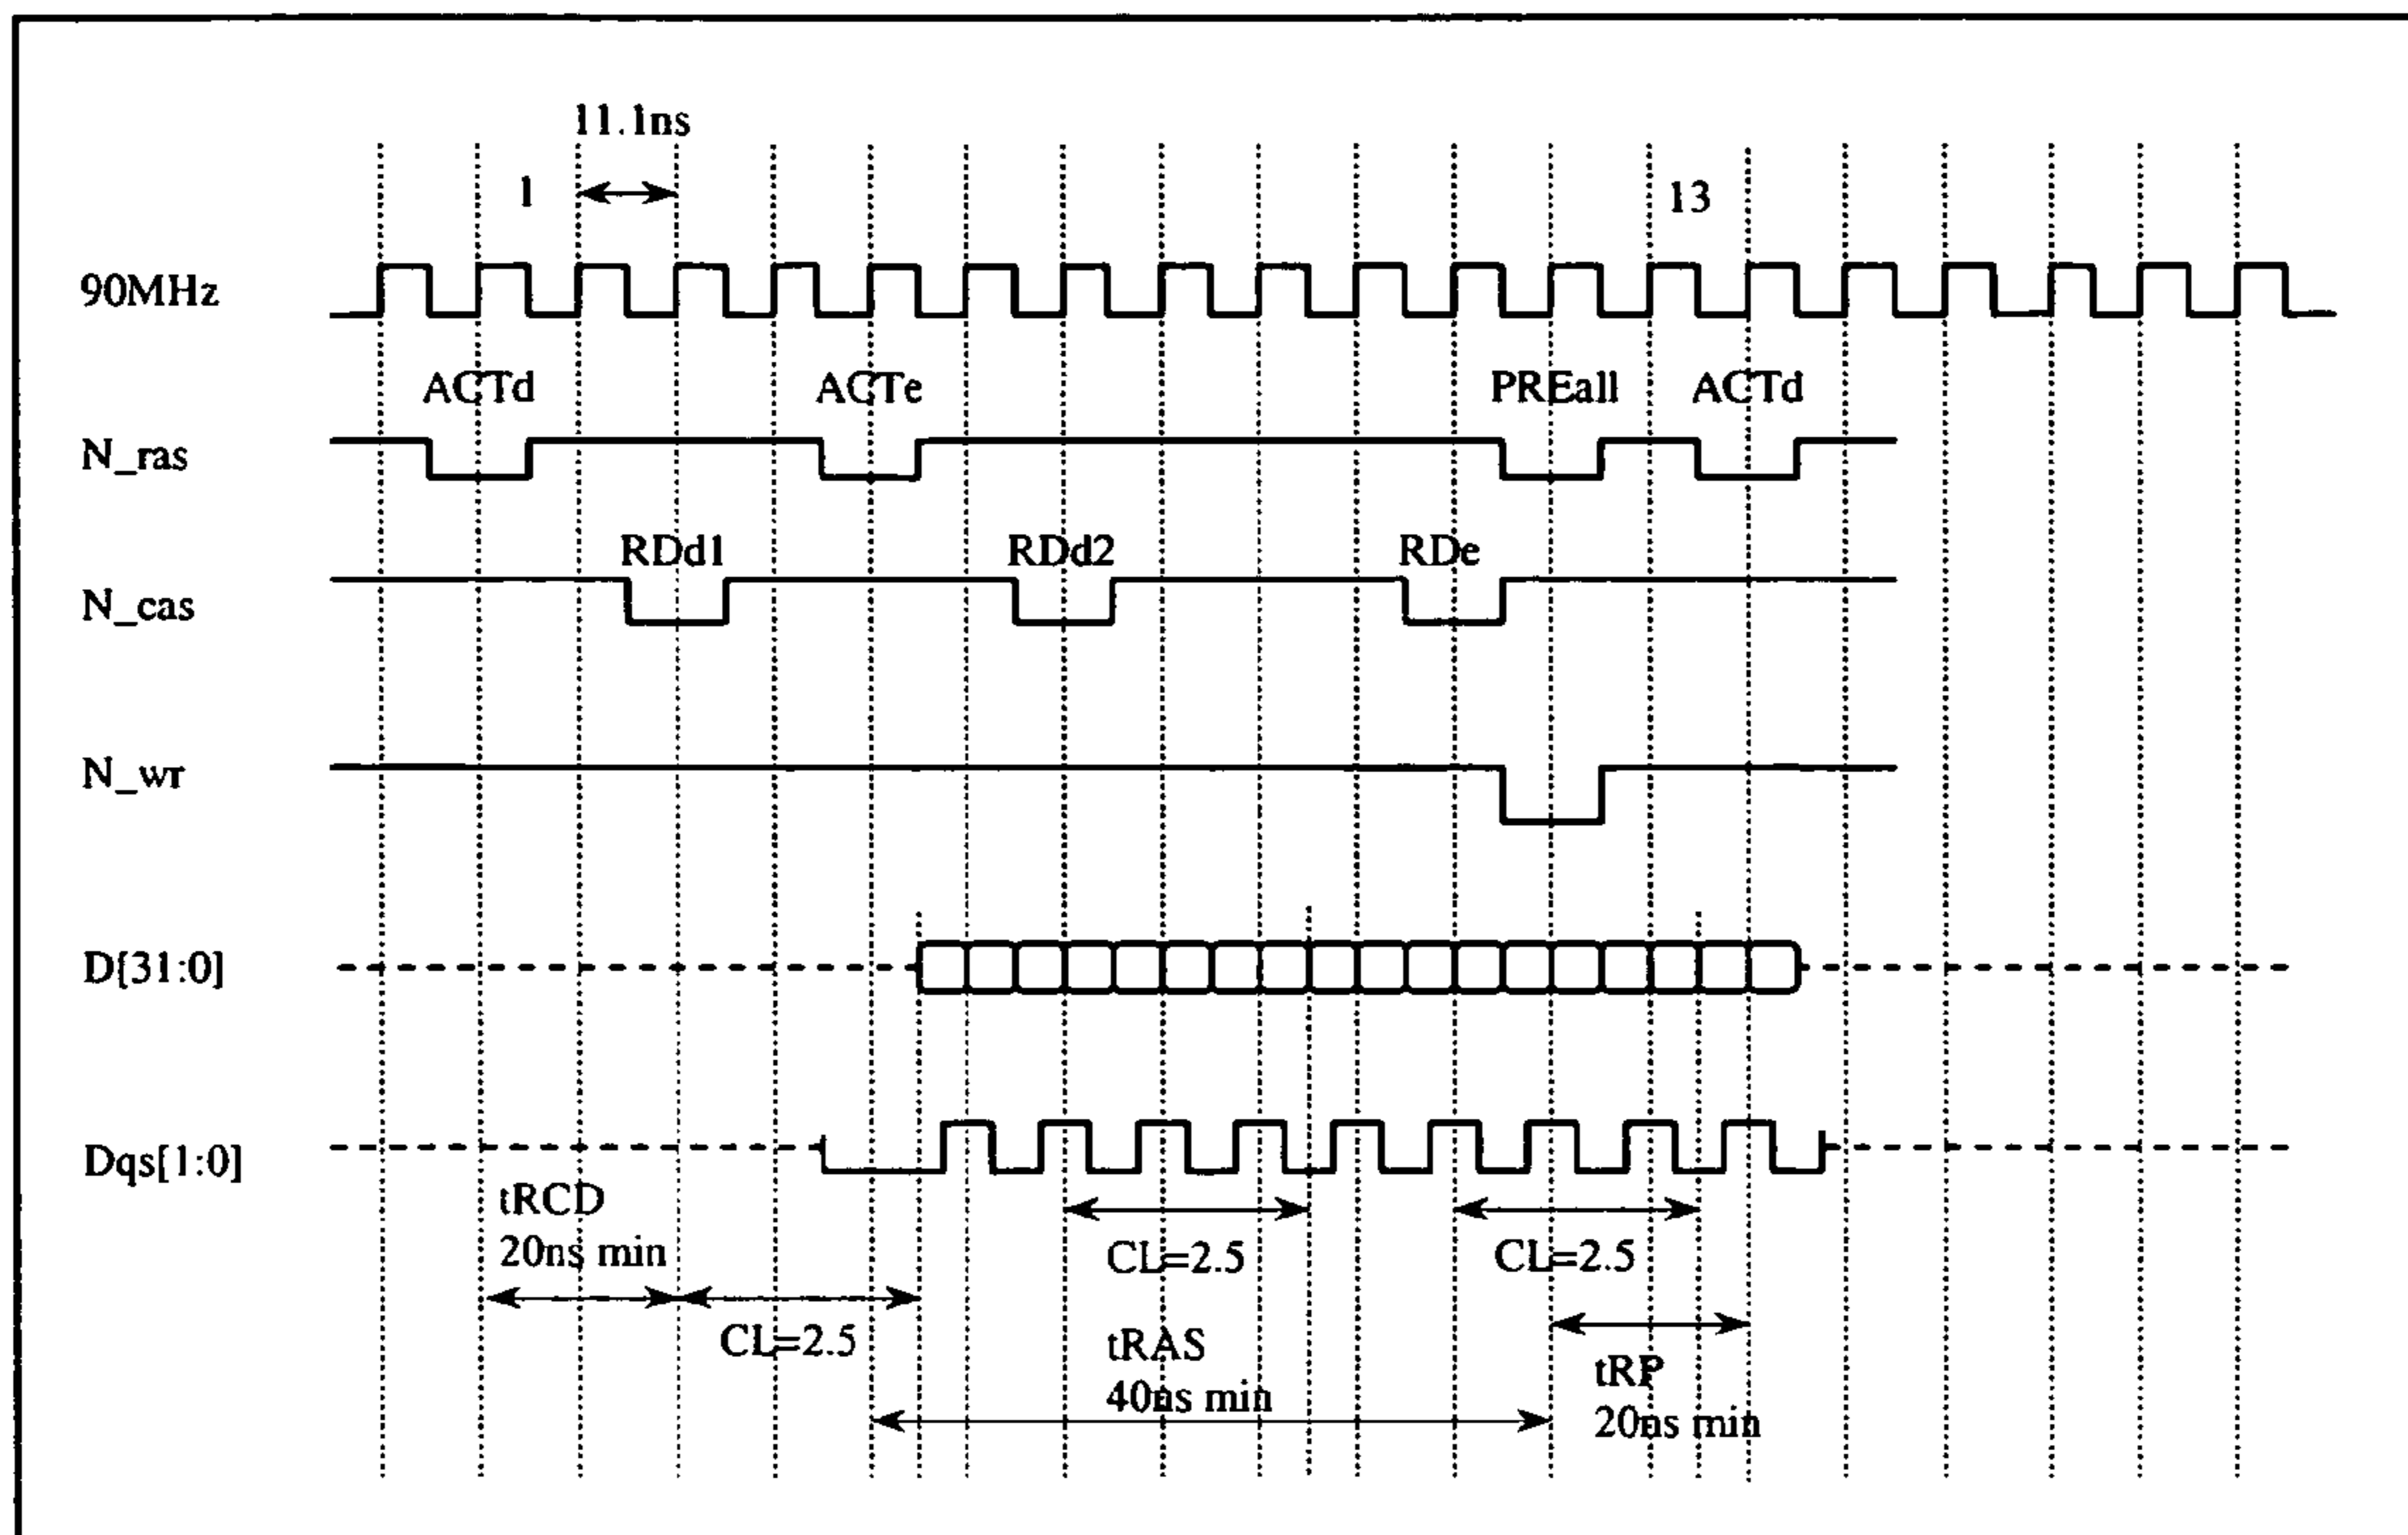 11.1ns
1
13
90MHz
ACTd
ACTe
PREall
ACTd
N_ras
RDd1
RDd2
RDe
N_cas
N_wr
D[31:0]
Dqs[1:0]
tRCD
20ns min
CL=2.5
CL=2.5
CL=2.5
tRAS
40ns min
tRP
20ns min